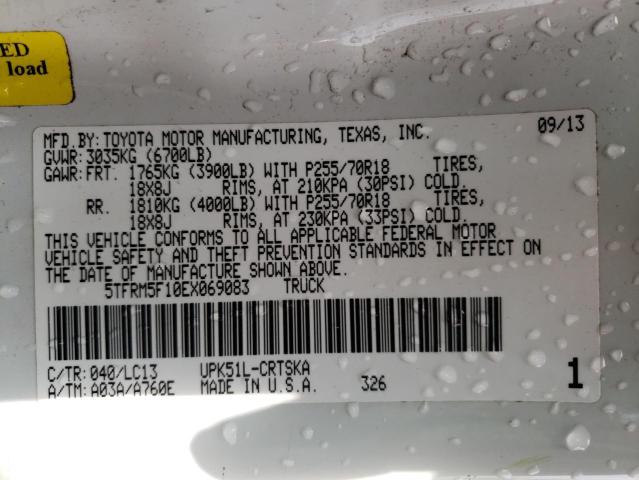 ED
load
MFD.BY: TOYOTA MOTOR MANUFACTURING, TEXAS, INC. 09/13
GVWR: 3035KG (6700LB)
GAWR: FRT. 1765KG (3900LB) WITH P255/70R18 TIRES,
18X8J RIMS, AT 210KPA (30PSI) COLD.
RR. 1810KG (4000LB) WITH P255/70R18 TIRES,
18X8J RIMS, AT 230KPA (33PSI) COLD.
THIS VEHICLE CONFORMS TO ALL APPLICABLE FEDERAL MOTOR
VEHICLE SAFETY AND THEFT PREVENTION STANDARDS IN EFFECT ON
THE DATE OF MANUFACTURE SHOWN ABOVE.
5TFRM5F10EX069083 TRUCK
C/TR: 040/LC13 UPK51L-CRTSKA
A/TM: A03A/A760E MADE IN U.S.A. 326 1